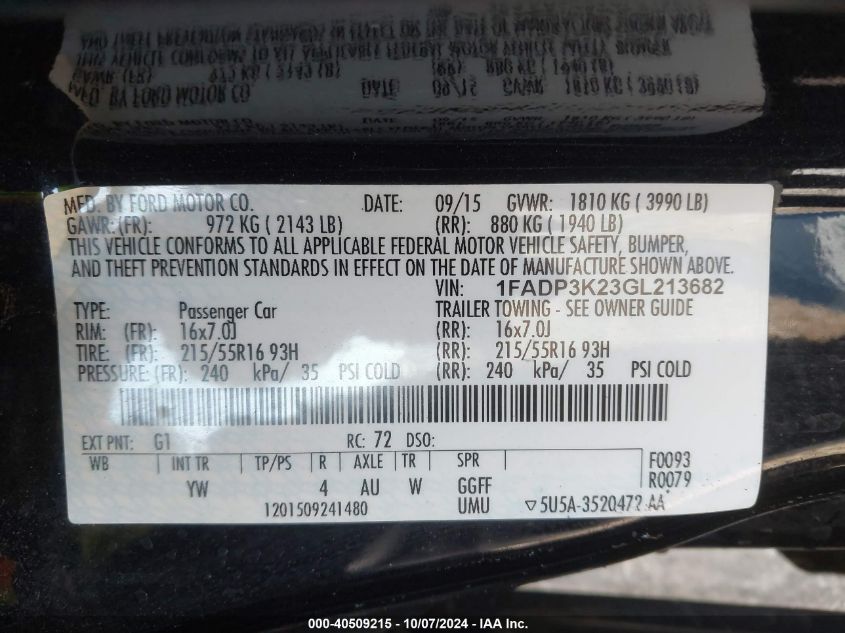 MFD. BY FORD MOTOR CO. DATE: 09/15 GVWR: 1810 KG ( 3990 LB)
GAWR: (FR): 972 KG ( 2143 LB) (RR): 880 KG ( 1940 LB)
THIS VEHICLE CONFORMS TO ALL APPLICABLE FEDERAL MOTOR VEHICLE SAFETY, BUMPER,
AND THEFT PREVENTION STANDARDS IN EFFECT ON THE DATE OF MANUFACTURE SHOWN ABOVE.
VIN: 1FADP3K23GL213682
TYPE: Passenger Car TRAILER TOWING - SEE OWNER GUIDE
RIM: (FR): 16x7.0J (RR): 16x7.0J
TIRE: (FR): 215/55R16 93H (RR): 215/55R16 93H
PRESSURE: (FR): 240 kPa/ 35 PSI COLD (RR): 240 kPa/ 35 PSI COLD
EXT PNT: G1 RC: 72 DSO:
WB INT TR TP/PS R AXLE TR SPR F0093
YW 4 AU W GGFF R0079
1201509241480 UMU ▽5U5A-3520472 AA
000-40509215 - 10/07/2024 - IAA Inc.